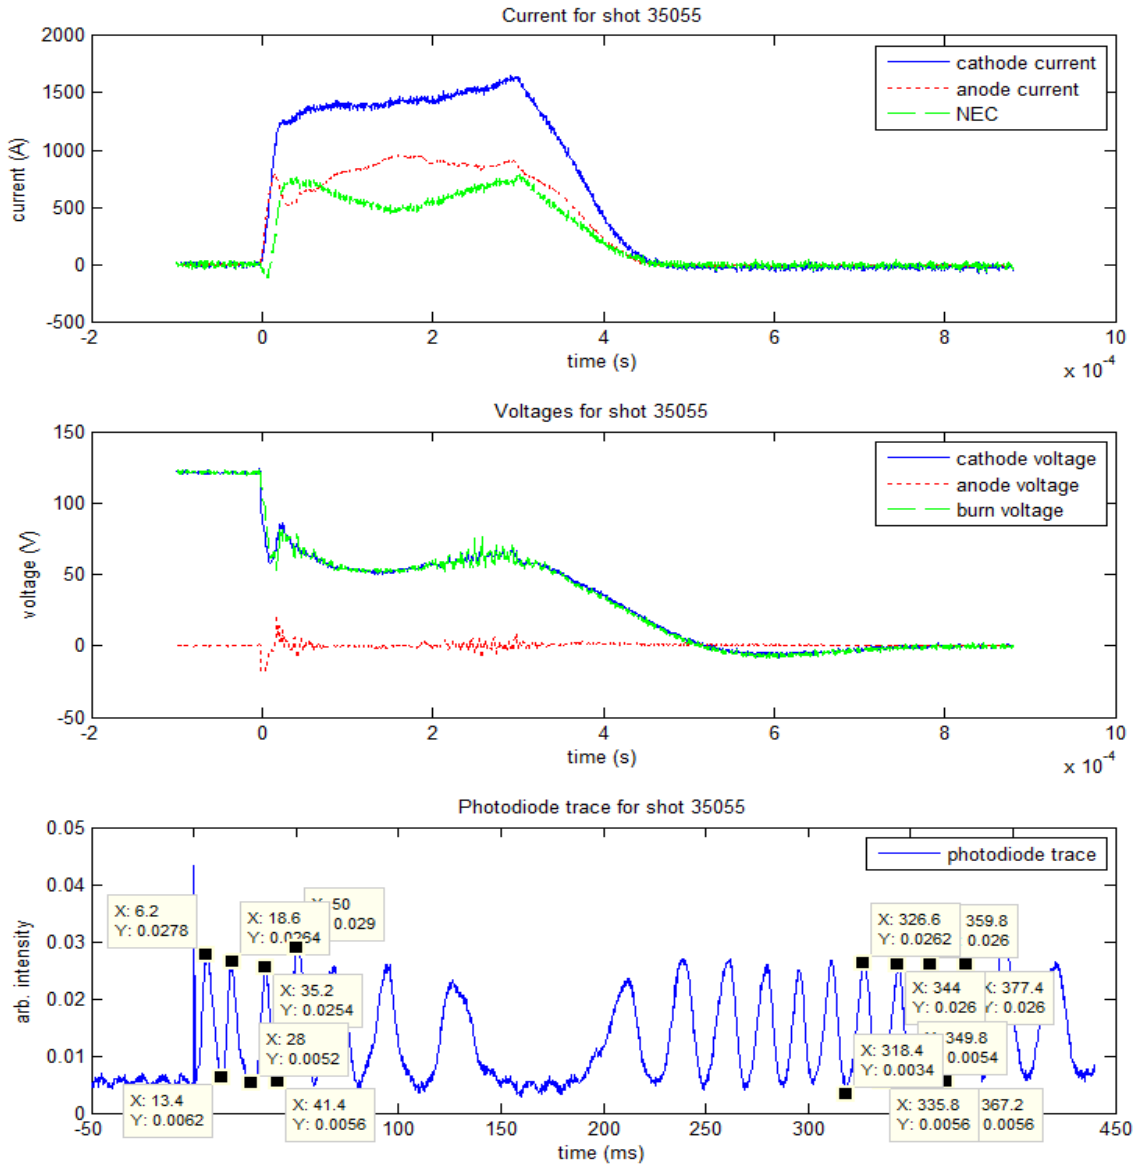 Current for shot 35055
2000
1500
1000
500
0
-500
current (A)
cathode current
anode current
NEC
-2
0
2
4
6
8
10
time (s)
x 10-4
Voltages for shot 35055
150
100
50
0
-50
voltage (V)
cathode voltage
anode voltage
burn voltage
-2
0
2
4
6
8
10
time (s)
x 10-4
Photodiode trace for shot 35055
0.05
0.04
0.03
0.02
0.01
0
arb. intensity
photodiode trace
X: 6.2
Y: 0.0278
X: 18.6
Y: 0.0264
50
0.029
X: 35.2
Y: 0.0254
X: 28
Y: 0.0052
X: 13.4
Y: 0.0062
X: 41.4
Y: 0.0056
X: 326.6
Y: 0.0262
359.8
0.026
X: 344
Y: 0.026
X: 377.4
Y: 0.026
X: 318.4
Y: 0.0034
349.8
0.0054
X: 335.8
Y: 0.0056
367.2
0.0056
-50
100
150
200
250
300
450
time (ms)